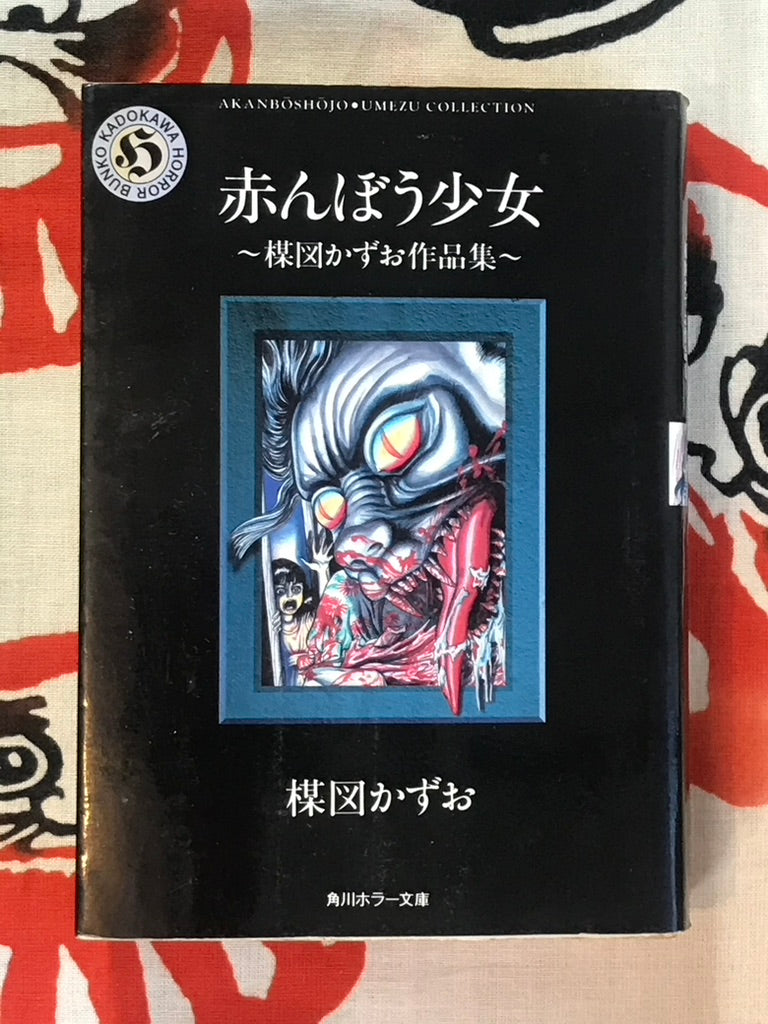 AKANBŌSHŌJO●UMEZU COLLECTION
KADOKAWA HORROR BUNKO
H
赤んぼう少女
～楳図かずお作品集～
楳図かずお
角川ホラー文庫